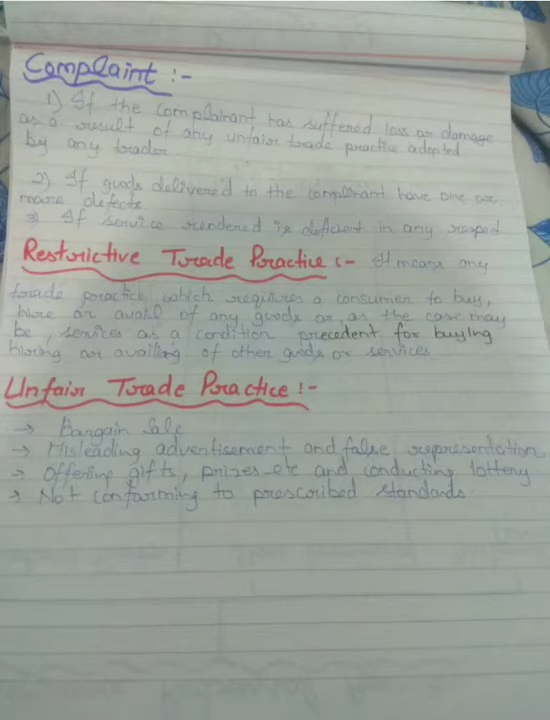 Complaint :-
1) If the complainant has suffered loss or damage
as a result of any unfair trade practice adopted
by any trader.
2) If goods delivered to the complinant have one or
more defects
3) If service rendered is deficient in any respect
Restrictive Trade Practice :- It means any
trade practice which requires a consumer to buy,
hire or avail of any goods or, as the case may
be, services as a condition precedent for buying
hiring or availing of other goods or services
Unfair Trade Practice :-
→ Bargain Sale
→ Misleading advertisement and false representation
→ Offering gifts, prizes etc and conducting lottery
→ Not conforming to prescribed standards